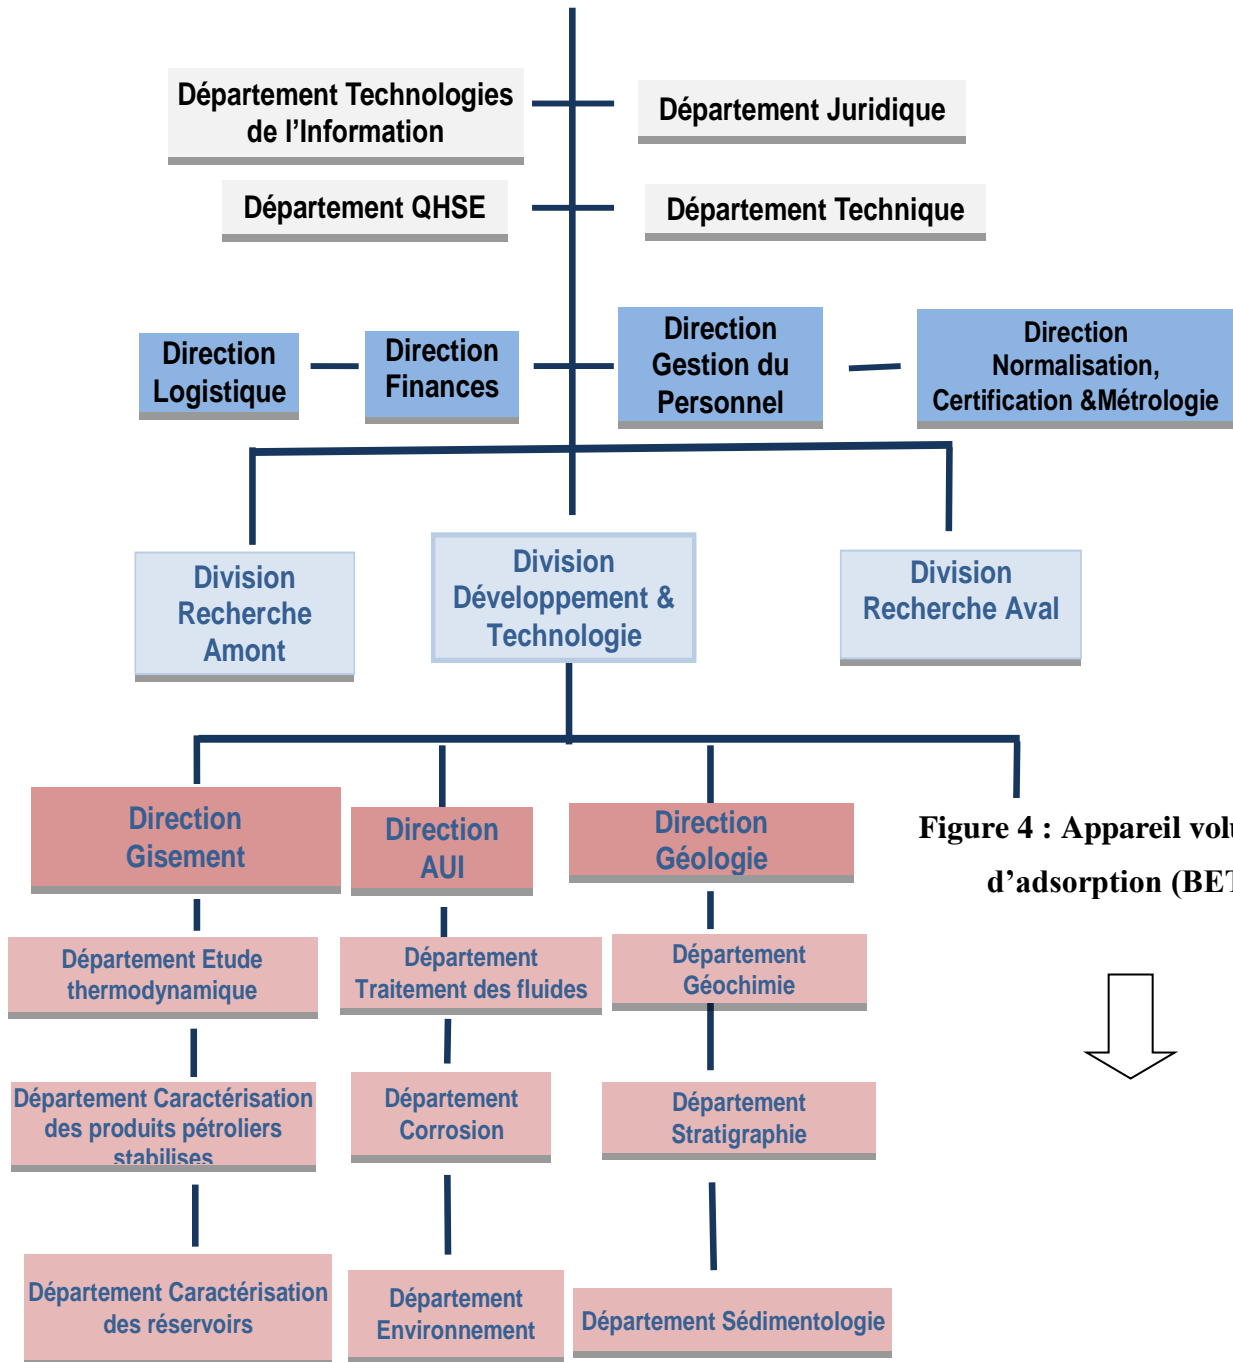 Département Technologies
de l’Information
Département Juridique
Département QHSE
Département Technique
Direction
Logistique
Direction
Finances
Direction
Gestion du
Personnel
Direction
Normalisation,
Certification &Métrologie
Division
Recherche
Amont
Division
Développement &
Technologie
Division
Recherche Aval
Direction
Gisement
Direction
AUI
Direction
Géologie
Figure 4 : Appareil
d’adsorption (BET
Département Etude
thermodynamique
Département
Traitement des fluides
Département
Géochimie
Département Caractérisation
des produits pétroliers
stabilises
Département
Corrosion
Département
Stratigraphie
Département Caractérisation
des réservoirs
Département
Environnement
Département Sédimentologie